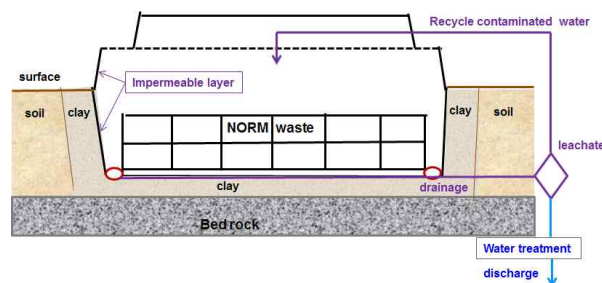 Recycle contaminated water
surface
Impermeable layer
soil
clay
clay
soil
NORM waste
leachate
clay
drainage
Bed rock
Water treatment
discharge